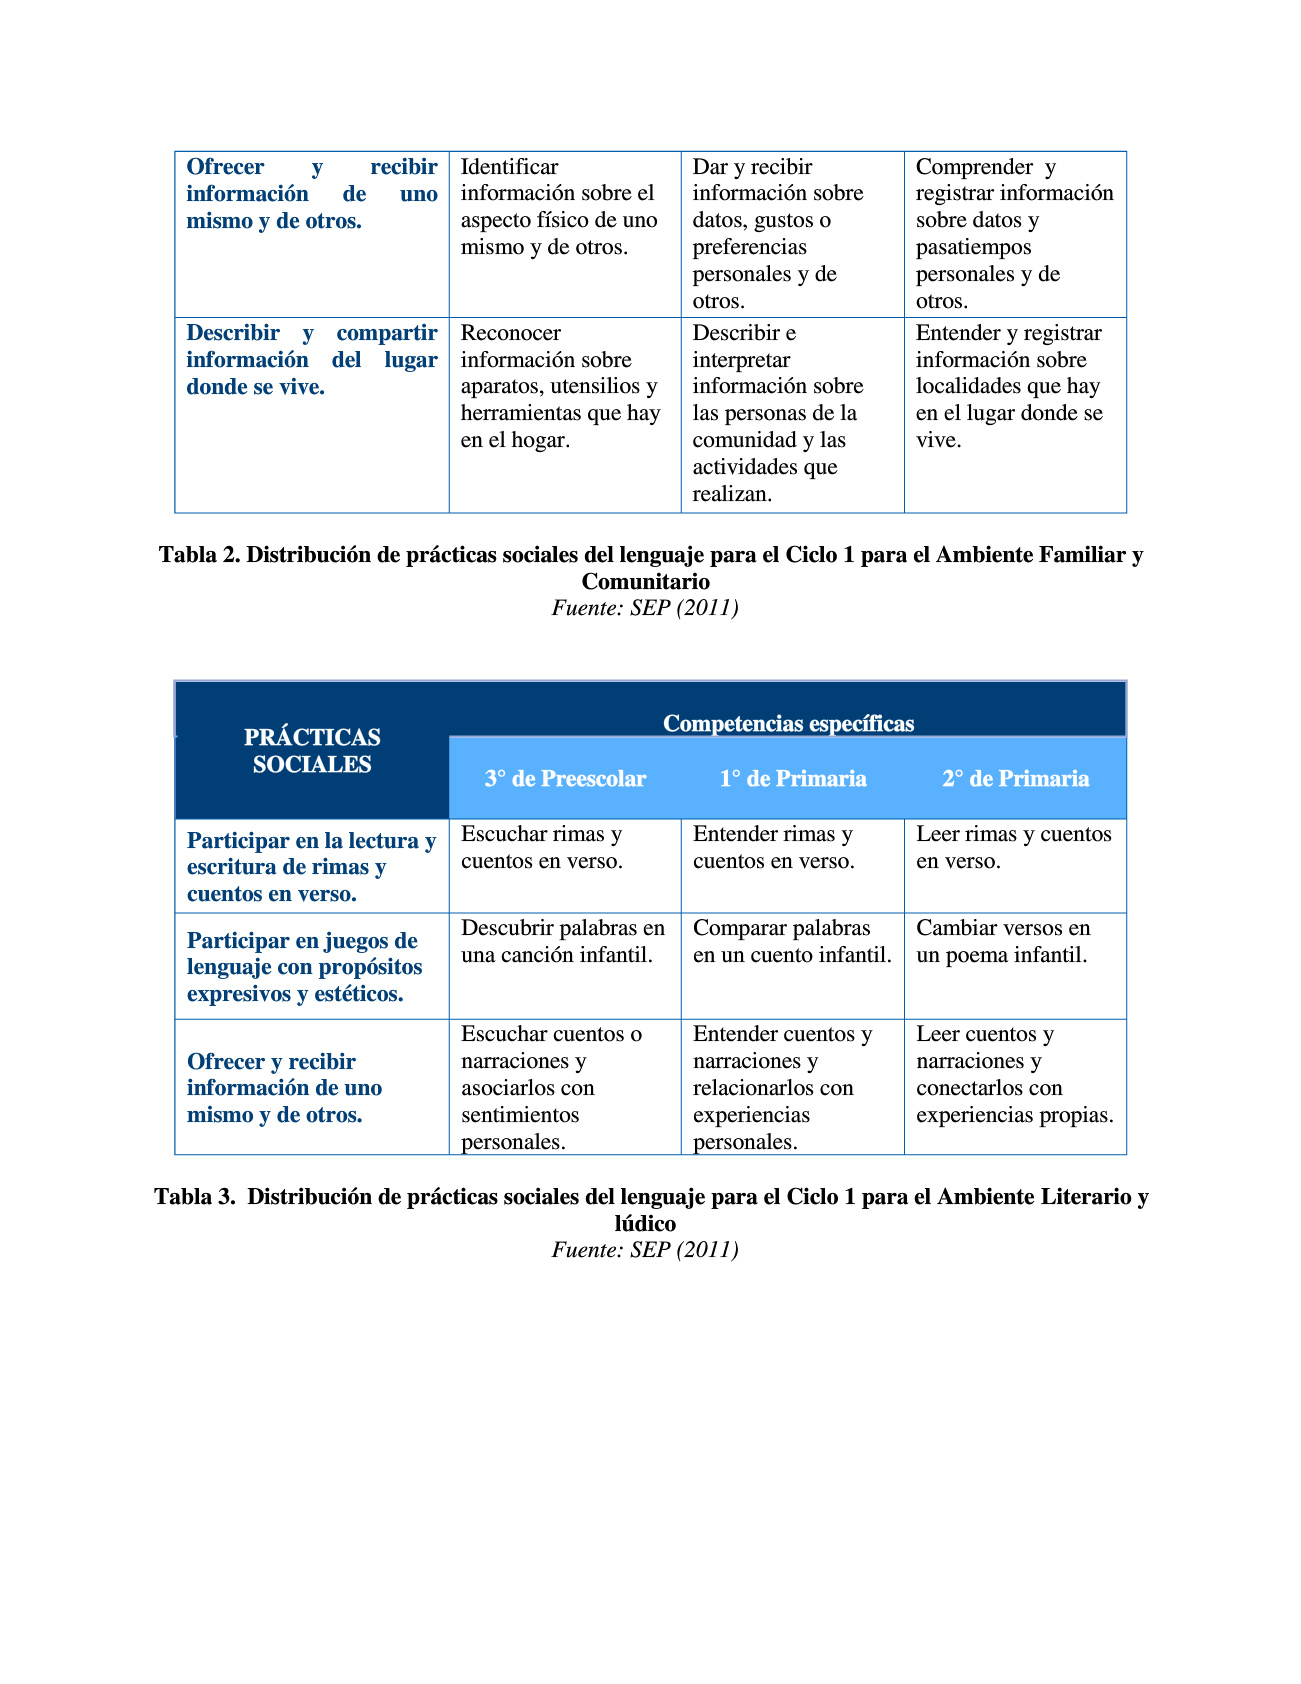 Ofrecer y recibir
información de uno
mismo y de otros.
Identificar
información sobre el
aspecto físico de uno
mismo y de otros.
Dar y recibir
información sobre
datos, gustos o
preferencias
personales y de
otros.
Comprender y
registrar información
sobre datos y
pasatiempos
personales y de
otros.
Describir y compartir
información del lugar
donde se vive.
Reconocer
información sobre
aparatos, utensilios y
herramientas que hay
en el hogar.
Describir e
interpretar
información sobre
las personas de la
comunidad y las
actividades que
realizan.
Entender y registrar
información sobre
localidades que hay
en el lugar donde se
vive.
Tabla 2. Distribución de prácticas sociales del lenguaje para el Ciclo 1 para el Ambiente Familiar y
Comunitario
Fuente: SEP (2011)
PRÁCTICAS
SOCIALES
Competencias específicas
3° de Preescolar
1° de Primaria
2° de Primaria
Participar en la lectura y
escritura de rimas y
cuentos en verso.
Escuchar rimas y
cuentos en verso.
Entender rimas y
cuentos en verso.
Leer rimas y cuentos
en verso.
Participar en juegos de
lenguaje con propósitos
expresivos y estéticos.
Descubrir palabras en
una canción infantil.
Comparar palabras
en un cuento infantil.
Cambiar versos en
un poema infantil.
Ofrecer y recibir
información de uno
mismo y de otros.
Escuchar cuentos o
narraciones y
asociarlos con
sentimientos
personales.
Entender cuentos y
narraciones y
relacionarlos con
experiencias
personales.
Leer cuentos y
narraciones y
conectarlos con
experiencias propias.
Tabla 3. Distribución de prácticas sociales del lenguaje para el Ciclo 1 para el Ambiente Literario y
lúdico
Fuente: SEP (2011)